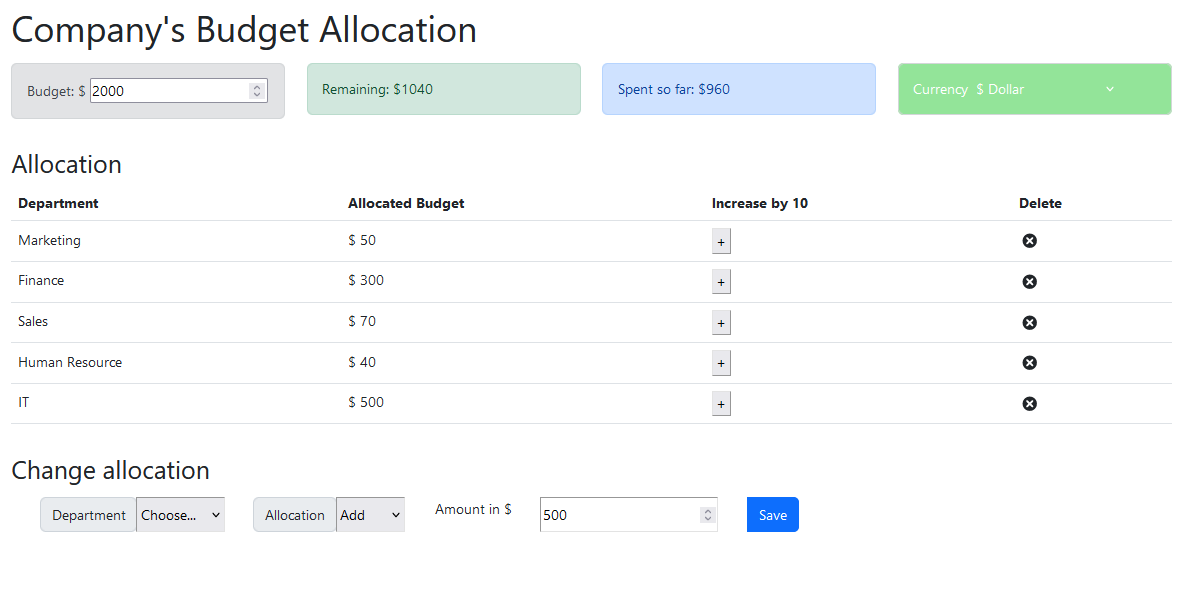 Company's Budget Allocation
Budget: $ 2000
Remaining: $1040
Spent so far: $960
Currency $ Dollar
Allocation
Department Allocated Budget Increase by 10 Delete
Marketing $ 50 +
Finance $ 300 +
Sales $ 70 +
Human Resource $ 40 +
IT $ 500 +
Change allocation
Department Choose... Allocation Add Amount in $ 500 Save